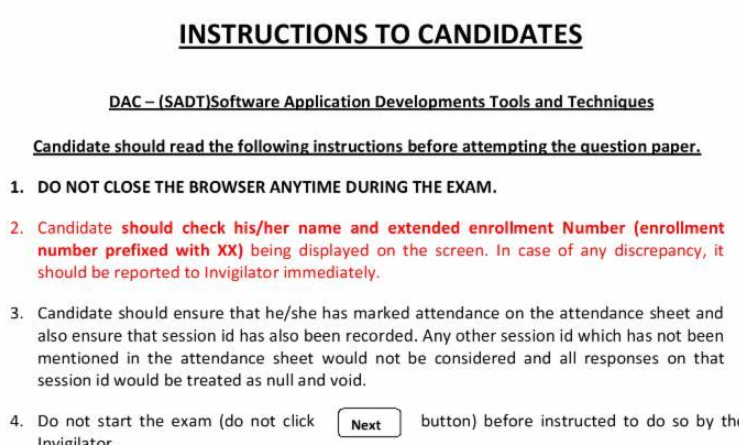 INSTRUCTIONS TO CANDIDATES
DAC – (SADT)Software Application Developments Tools and Techniques
Candidate should read the following instructions before attempting the question paper.
1. DO NOT CLOSE THE BROWSER ANYTIME DURING THE EXAM.
2. Candidate should check his/her name and extended enrollment Number (enrollment
number prefixed with XX) being displayed on the screen. In case of any discrepancy, it
should be reported to Invigilator immediately.
3. Candidate should ensure that he/she has marked attendance on the attendance sheet and
also ensure that session id has also been recorded. Any other session id which has not been
mentioned in the attendance sheet would not be considered and all responses on that
session id would be treated as null and void.
4. Do not start the exam (do not click Next button) before instructed to do so by the
Invigilator